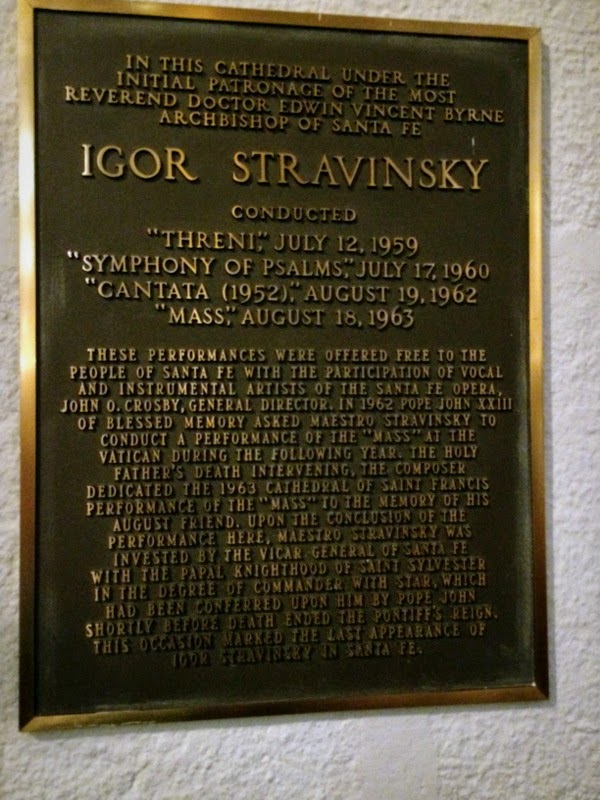 IN THIS CATHEDRAL UNDER THE
INITIAL PATRONAGE OF THE MOST
REVEREND DOCTOR EDWIN VINCENT BYRNE
ARCHBISHOP OF SANTA FE
IGOR STRAVINSKY
CONDUCTED
"THRENI," JULY 12, 1959
"SYMPHONY OF PSALMS," JULY 17, 1960
"CANTATA (1952)," AUGUST 19, 1962
"MASS," AUGUST 18, 1963
THESE PERFORMANCES WERE OFFERED FREE TO THE
PEOPLE OF SANTA FE WITH THE PARTICIPATION OF VOCAL
AND INSTRUMENTAL ARTISTS OF THE SANTA FE OPERA,
JOHN O. CROSBY, GENERAL DIRECTOR. IN 1962 POPE JOHN XXIII
OF BLESSED MEMORY ASKED MAESTRO STRAVINSKY TO
CONDUCT A PERFORMANCE OF THE "MASS" AT THE
VATICAN DURING THE FOLLOWING YEAR. THE HOLY
FATHER'S DEATH INTERVENING, THE COMPOSER
DEDICATED THE 1963 CATHEDRAL OF SAINT FRANCIS
PERFORMANCE OF THE "MASS" TO THE MEMORY OF HIS
AUGUST FRIEND. UPON THE CONCLUSION OF THE
PERFORMANCE HERE, MAESTRO STRAVINSKY WAS
INVESTED BY THE VICAR GENERAL OF SANTA FE
WITH THE PAPAL KNIGHTHOOD OF SAINT SYLVESTER
IN THE DEGREE OF COMMANDER WITH STAR, WHICH
HAD BEEN CONFERRED UPON HIM BY POPE JOHN
SHORTLY BEFORE DEATH ENDED THE PONTIFF'S REIGN.
THIS OCCASION MARKED THE LAST APPEARANCE OF
IGOR STRAVINSKY IN SANTA FE.